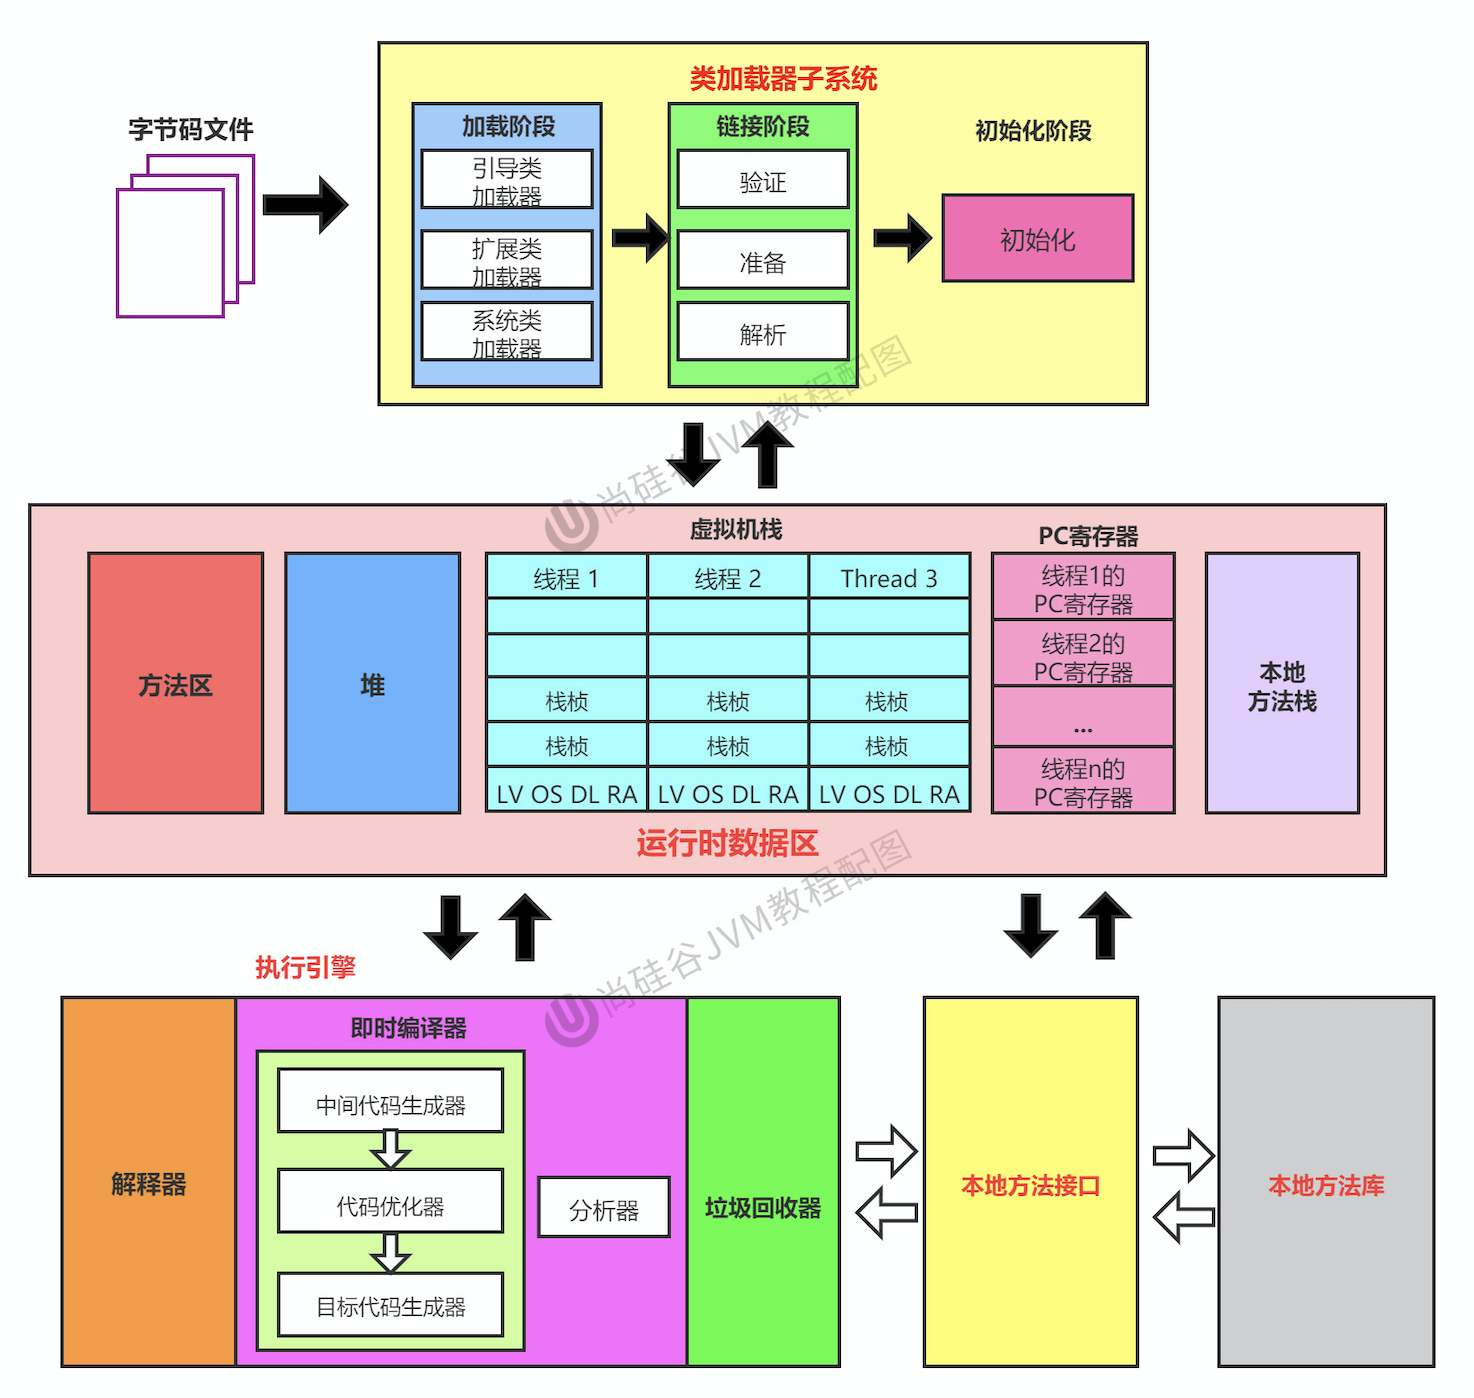 类加载器子系统
字节码文件
加载阶段
引导类
加载器
扩展类
加载器
系统类
加载器
链接阶段
验证
准备
解析
初始化阶段
初始化
尚硅谷JVM教程配图
方法区
堆
虚拟机栈
线程 1
线程 2
Thread 3
栈桢
栈桢
栈桢
栈桢
栈桢
栈桢
LV OS DL RA
LV OS DL RA
LV OS DL RA
PC寄存器
线程1的
PC寄存器
线程2的
PC寄存器
...
线程n的
PC寄存器
本地
方法栈
运行时数据区
尚硅谷JVM教程配图
执行引擎
解释器
即时编译器
中间代码生成器
代码优化器
目标代码生成器
分析器
垃圾回收器
本地方法接口
本地方法库